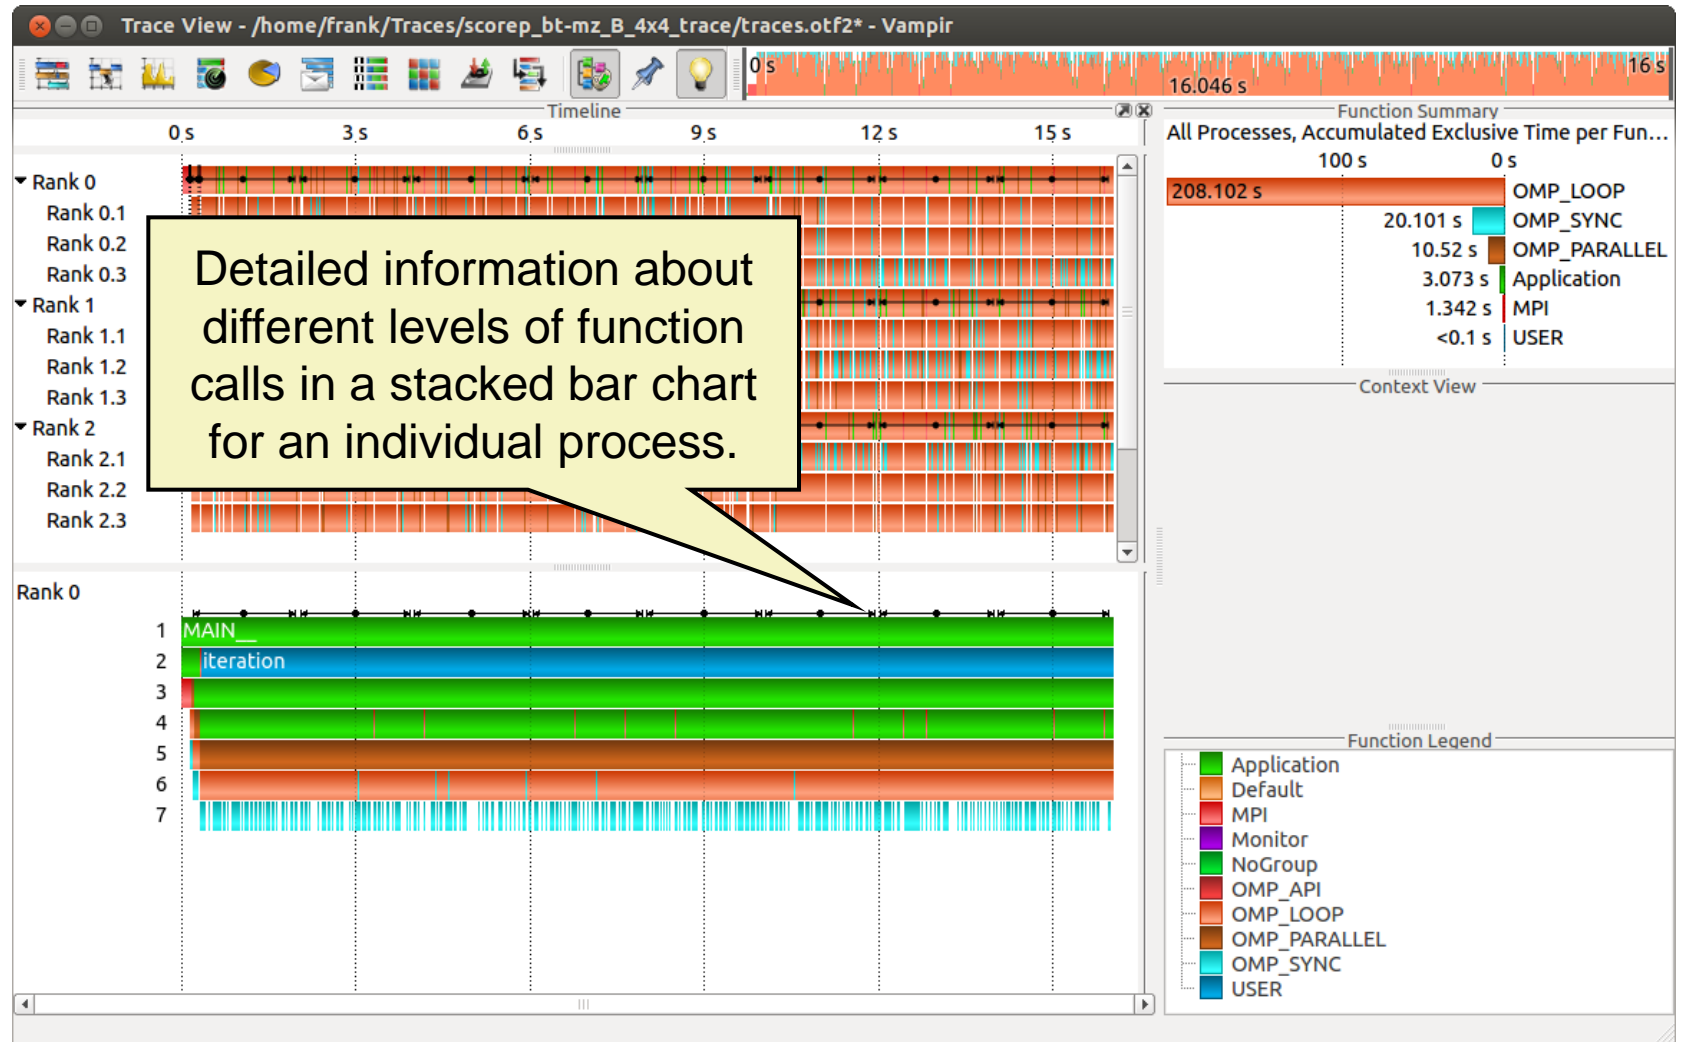 Trace View - /home/frank/Traces/scorep_bt-mz_B_4x4_trace/traces.otf2* - Vampir
0 s
16 s
16.046 s
Timeline
0 s 3 s 6 s 9 s 12 s 15 s
Rank 0
Rank 0.1
Rank 0.2
Rank 0.3
Rank 1
Rank 1.1
Rank 1.2
Rank 1.3
Rank 2
Rank 2.1
Rank 2.2
Rank 2.3
Detailed information about
different levels of function
calls in a stacked bar chart
for an individual process.
Rank 0
1 MAIN__
2 iteration
3
4
5
6
7
Function Summary
All Processes, Accumulated Exclusive Time per Fun...
100 s 0 s
208.102 s OMP_LOOP
20.101 s OMP_SYNC
10.52 s OMP_PARALLEL
3.073 s Application
1.342 s MPI
<0.1 s USER
Context View
Function Legend
Application
Default
MPI
Monitor
NoGroup
OMP_API
OMP_LOOP
OMP_PARALLEL
OMP_SYNC
USER